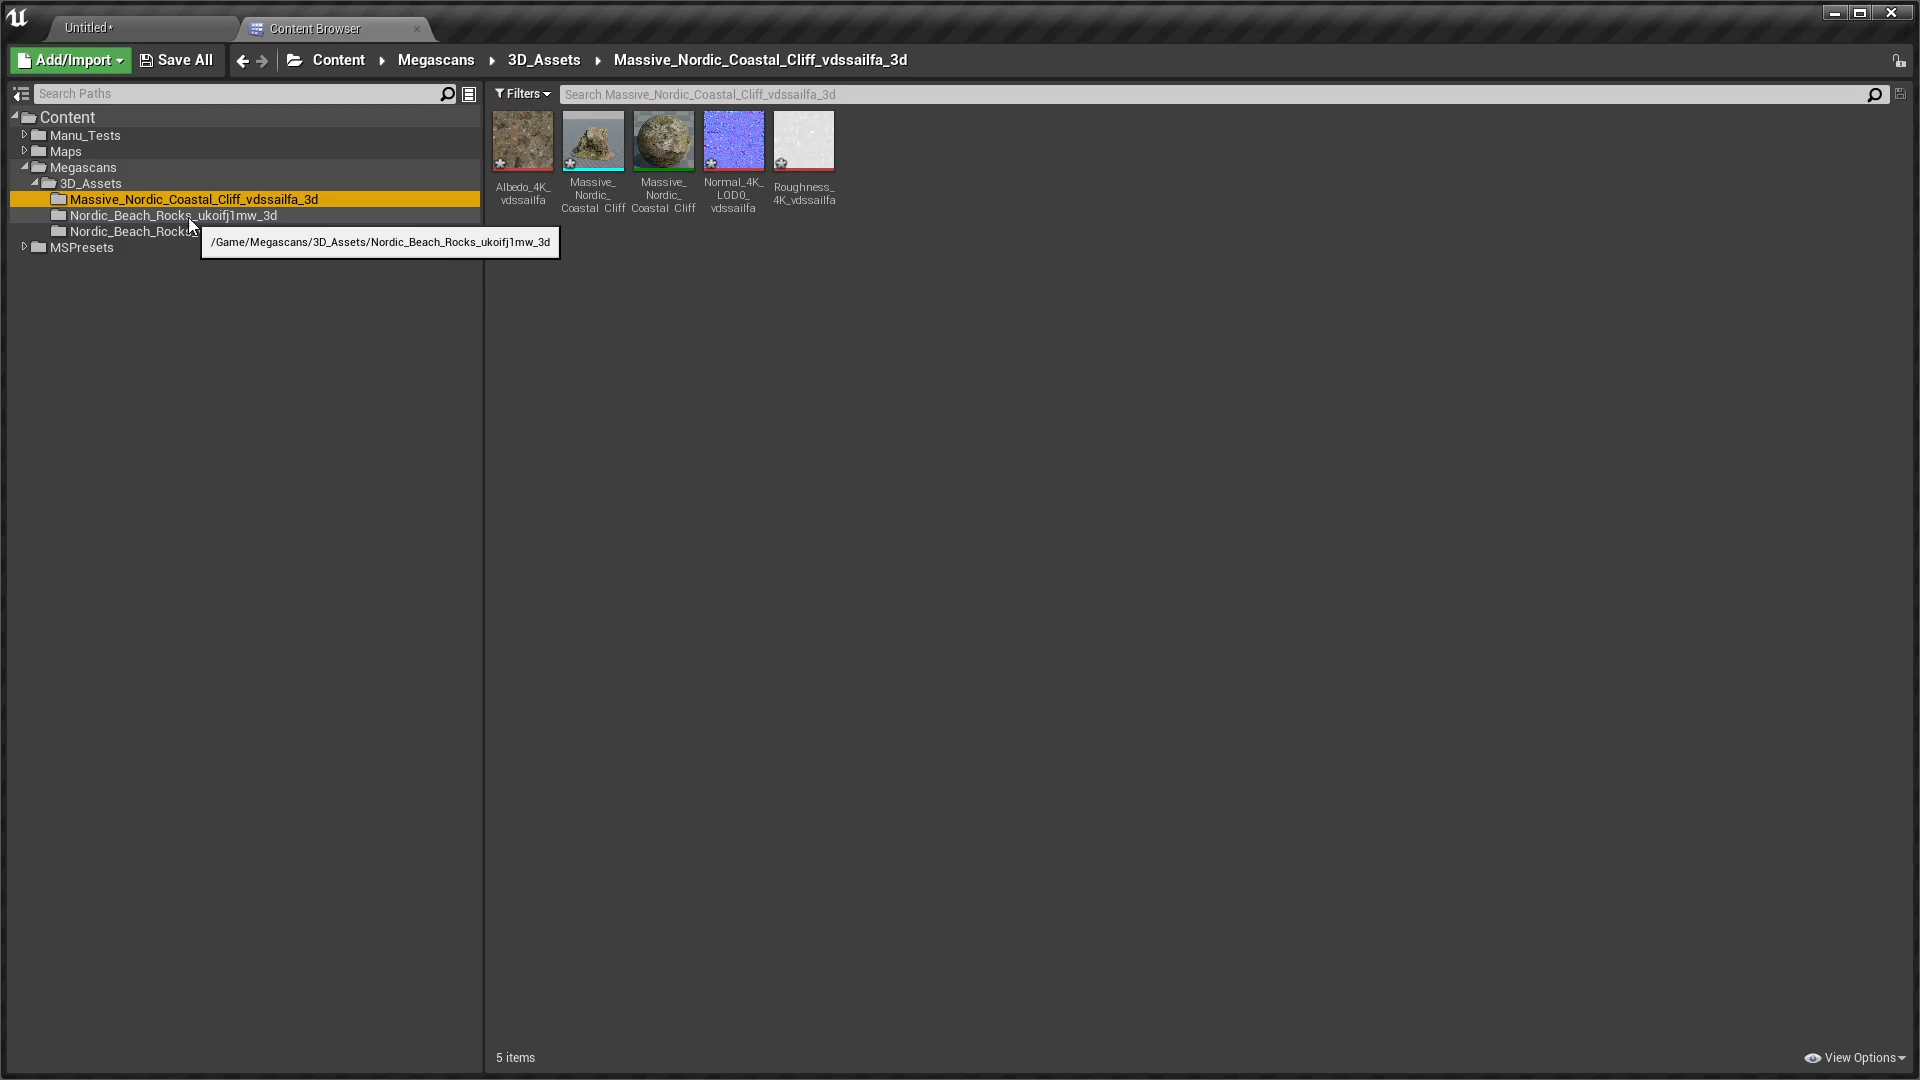 Untitled*
Content Browser
Add/Import
Save All
Content
Megascans
3D_Assets
Massive_Nordic_Coastal_Cliff_vdssailfa_3d
Search Paths
Filters
Search Massive_Nordic_Coastal_Cliff_vdssailfa_3d
Content
Manu_Tests
Maps
Megascans
3D_Assets
Massive_Nordic_Coastal_Cliff_vdssailfa_3d
Nordic_Beach_Rocks_ukoifj1mw_3d
Nordic_Beach_Rocks_
MSPresets
/Game/Megascans/3D_Assets/Nordic_Beach_Rocks_ukoifj1mw_3d
Albedo_4K_
vdssailfa
Massive_
Nordic_
Coastal_Cliff
Massive_
Nordic_
Coastal_Cliff
Normal_4K_
LOD0_
vdssailfa
Roughness_
4K_vdssailfa
5 items
View Options